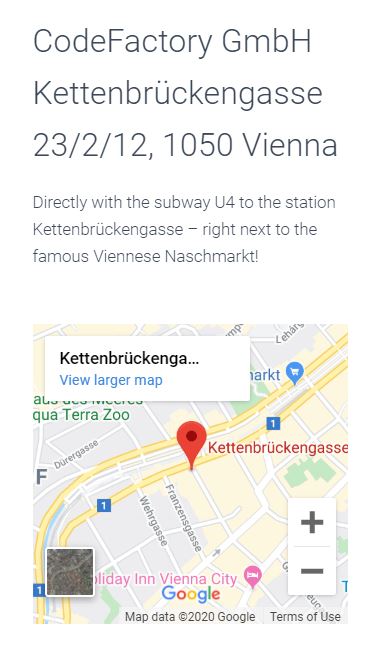 CodeFactory GmbH
Kettenbrückengasse
23/2/12, 1050 Vienna
Directly with the subway U4 to the station
Kettenbrückengasse – right next to the
famous Viennese Naschmarkt!
Kettenbrückenga...
View larger map
Lehárg
markt
aus des Meeres
qua Terra Zoo
1
Kettenbrückengasse
Dürergasse
F
1
Wehrgasse
Franzensgasse
+
−
1
oliday Inn Vienna City
T
Google
Map data ©2020 Google Terms of Use